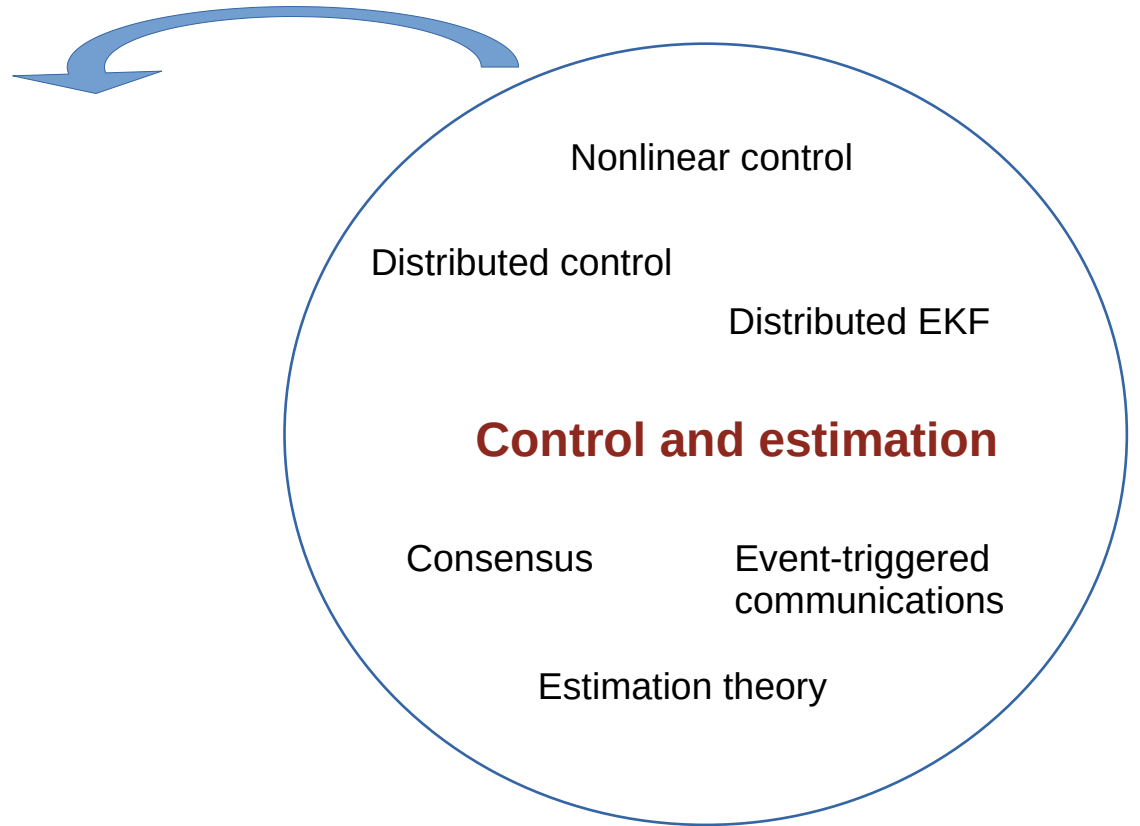 Nonlinear control
Distributed control
Distributed EKF
Control and estimation
Consensus
Event-triggered
communications
Estimation theory